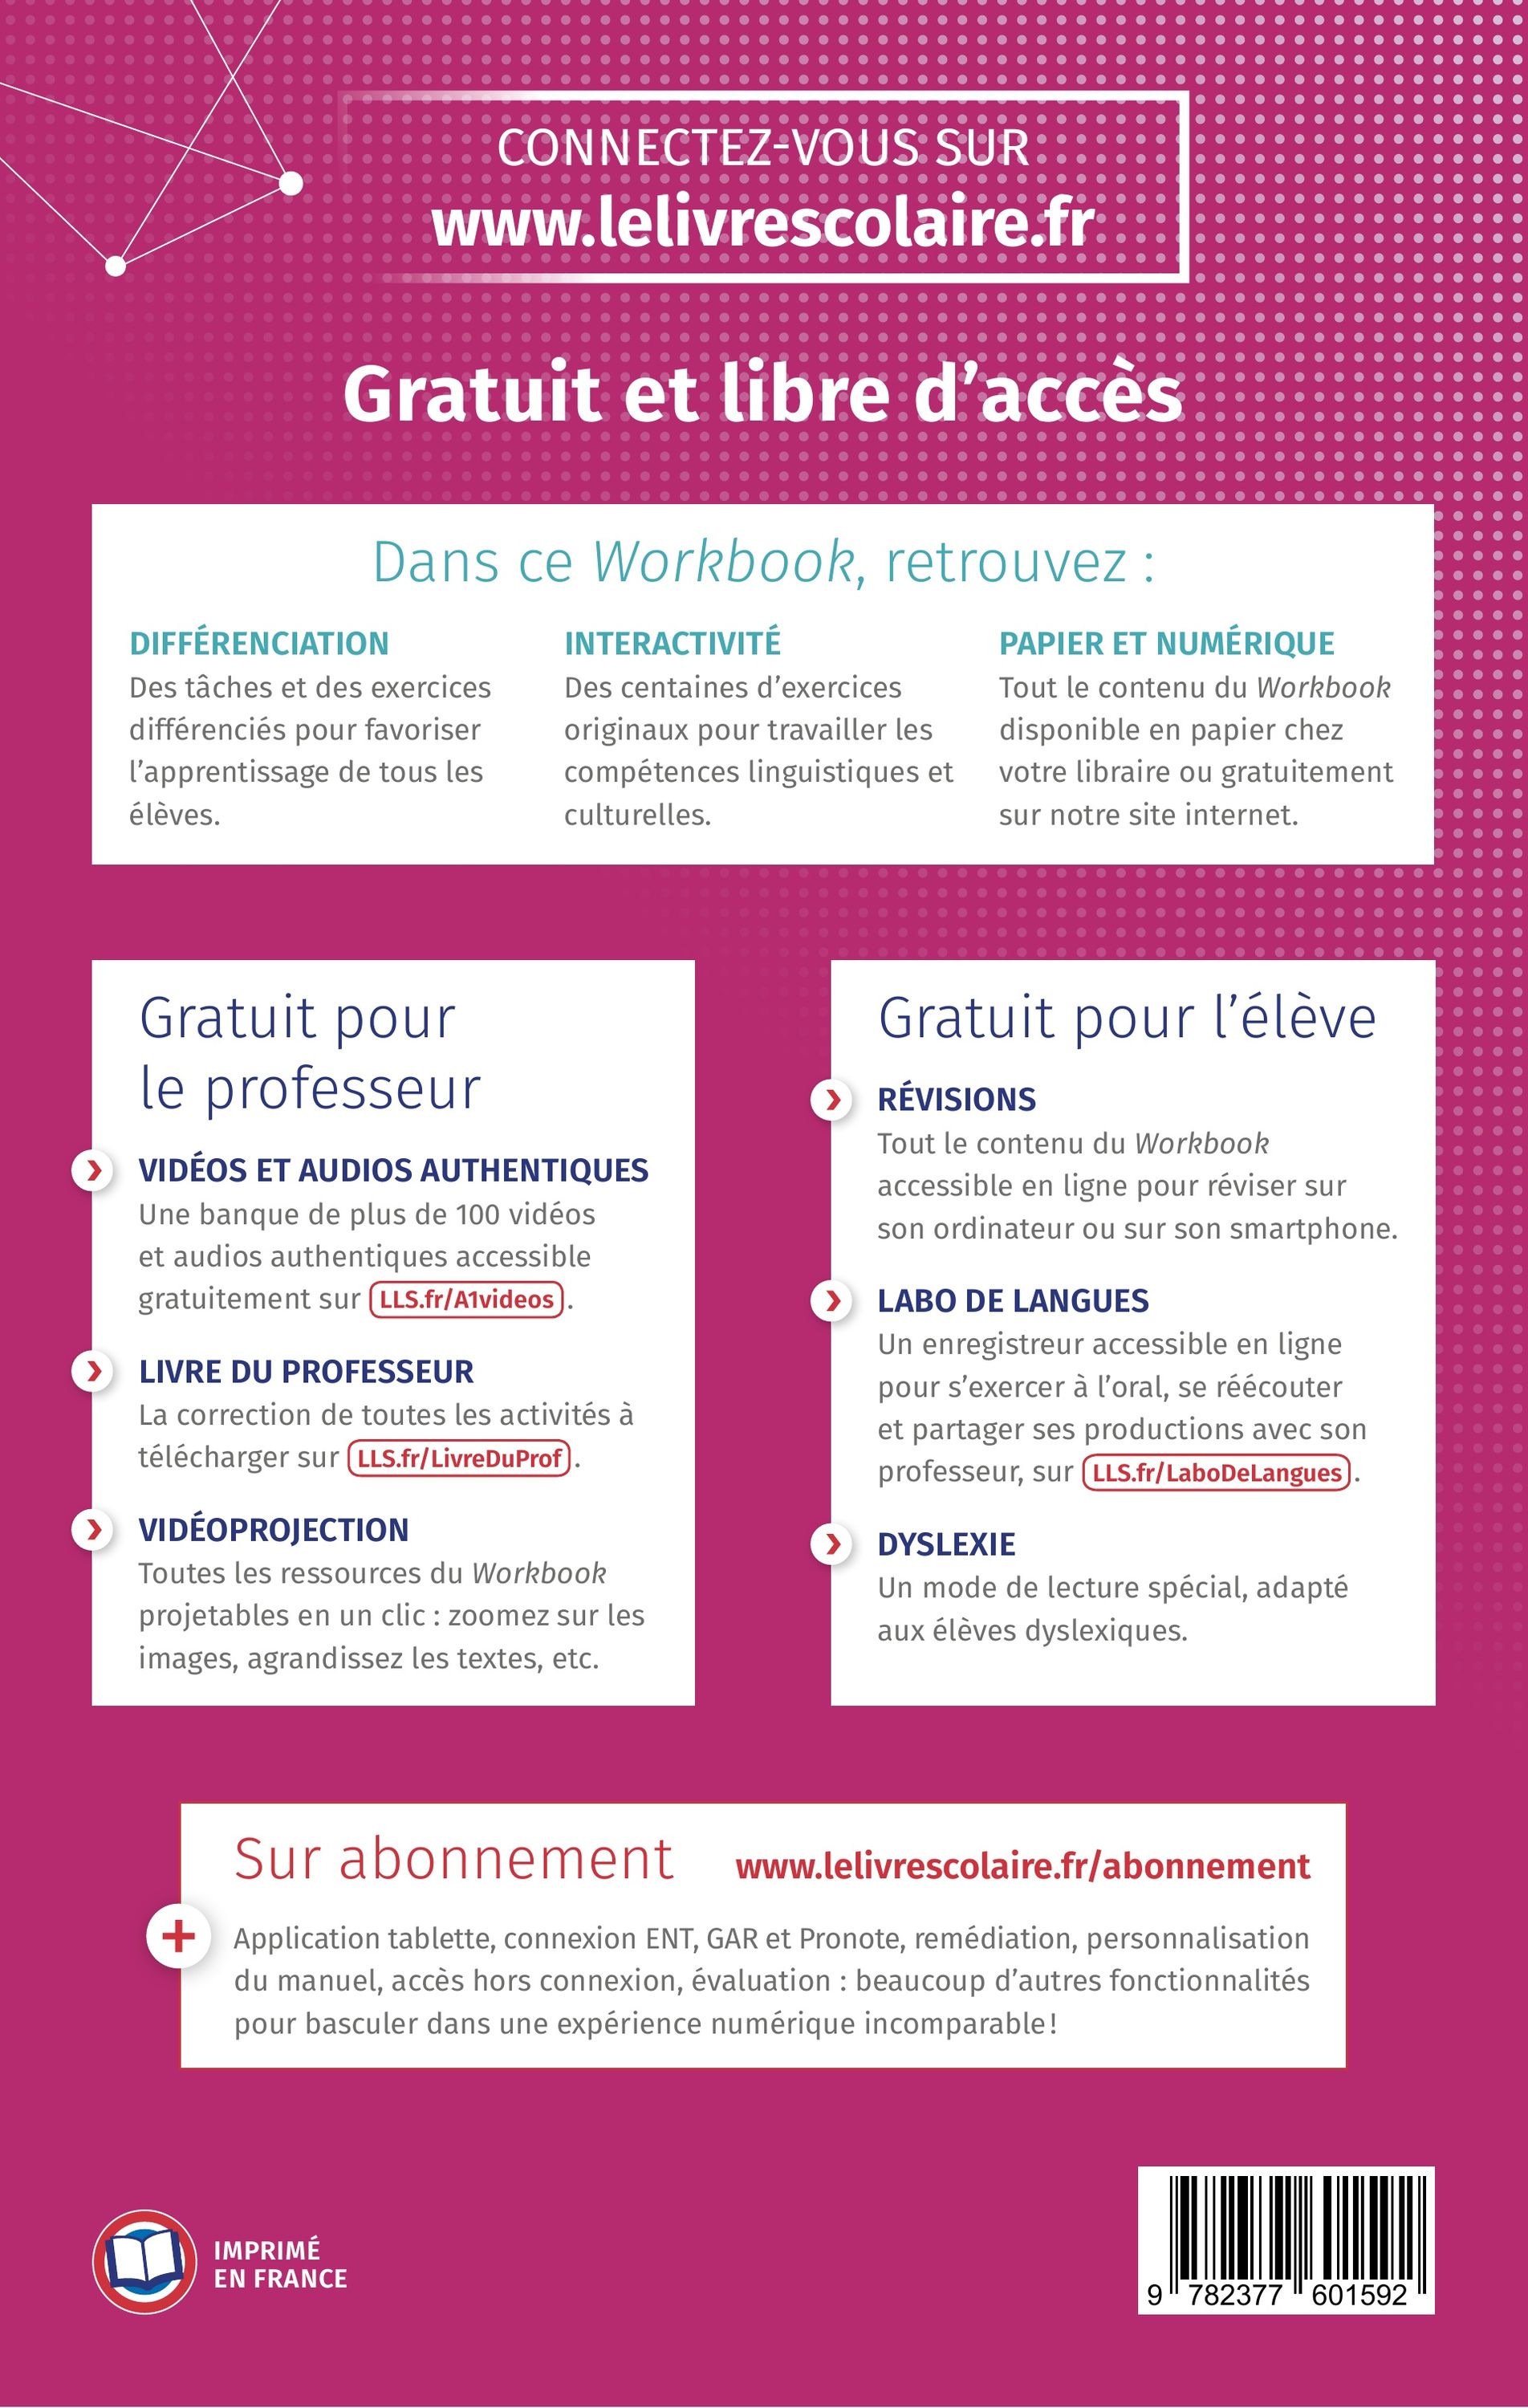 CONNECTEZ-VOUS SUR
www.lelivrescolaire.fr
Gratuit et libre d’accès
Dans ce Workbook, retrouvez :
DIFFÉRENCIATION
Des tâches et des exercices
différenciés pour favoriser
l’apprentissage de tous les
élèves.
INTERACTIVITÉ
Des centaines d’exercices
originaux pour travailler les
compétences linguistiques et
culturelles.
PAPIER ET NUMÉRIQUE
Tout le contenu du Workbook
disponible en papier chez
votre libraire ou gratuitement
sur notre site internet.
Gratuit pour
le professeur
VIDÉOS ET AUDIOS AUTHENTIQUES
Une banque de plus de 100 vidéos
et audios authentiques accessible
gratuitement sur LLS.fr/A1videos.
LIVRE DU PROFESSEUR
La correction de toutes les activités à
télécharger sur LLS.fr/LivreDuProf.
VIDÉOPROJECTION
Toutes les ressources du Workbook
projetables en un clic : zoomez sur les
images, agrandissez les textes, etc.
Gratuit pour l’élève
RÉVISIONS
Tout le contenu du Workbook
accessible en ligne pour réviser sur
son ordinateur ou sur son smartphone.
LABO DE LANGUES
Un enregistreur accessible en ligne
pour s’exercer à l’oral, se réécouter
et partager ses productions avec son
professeur, sur LLS.fr/LaboDeLangues.
DYSLEXIE
Un mode de lecture spécial, adapté
aux élèves dyslexiques.
Sur abonnement www.lelivrescolaire.fr/abonnement
Application tablette, connexion ENT, GAR et Pronote, remédiation, personnalisation
du manuel, accès hors connexion, évaluation : beaucoup d’autres fonctionnalités
pour basculer dans une expérience numérique incomparable !
IMPRIMÉ
EN FRANCE
9 782377 601592